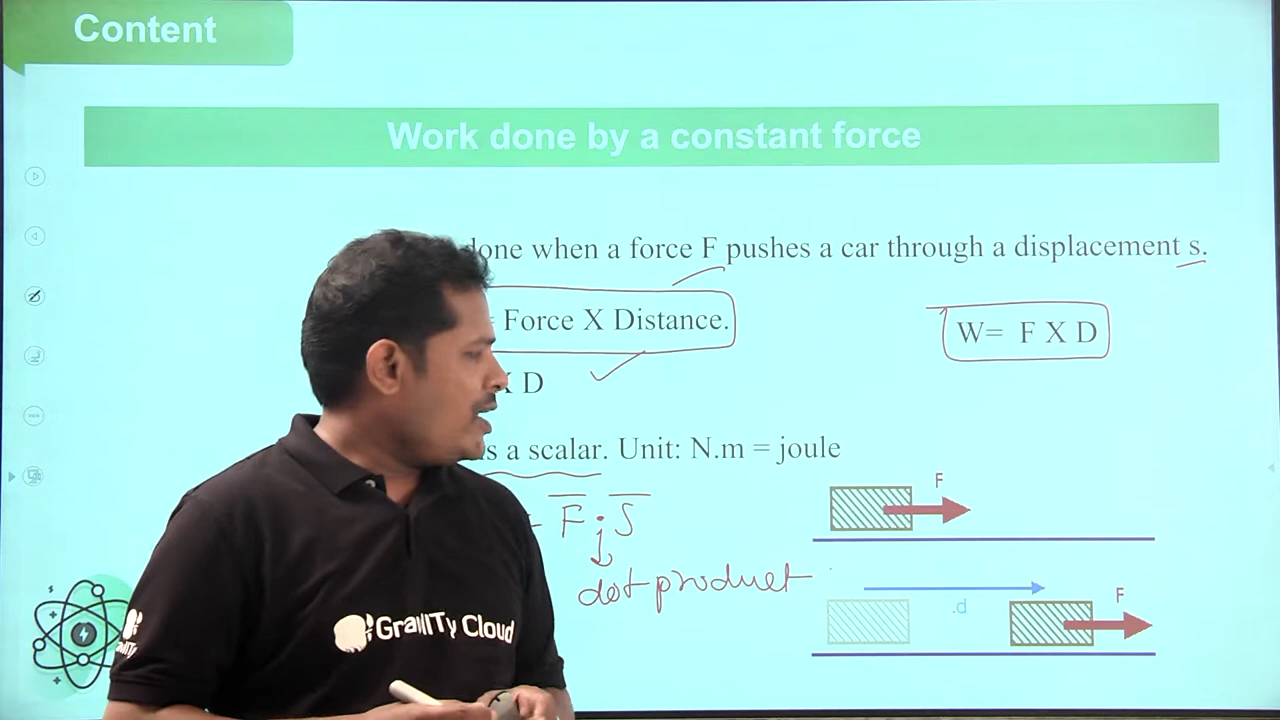 Content
Work done by a constant force
done when a force F pushes a car through a displacement s.
= Force X Distance.
W= F X D
X D
is a scalar. Unit: N.m = joule
F
F . S
dot product
.d
F
GravITy Cloud